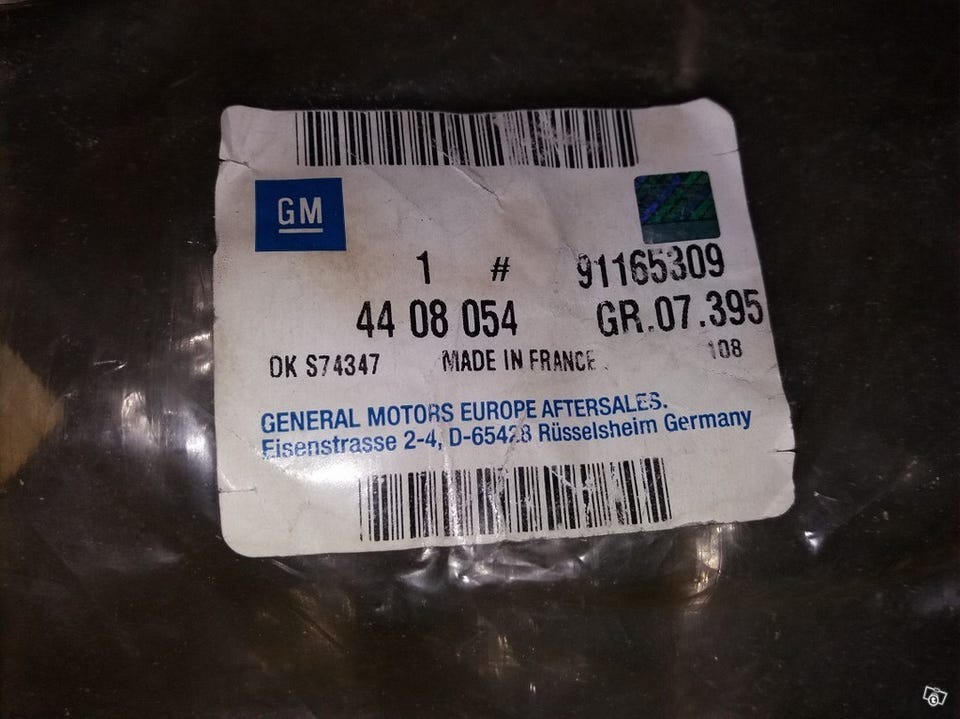 GM
1 # 91165309
44 08 054 GR.07.395
OK S74347 MADE IN FRANCE. 108
GENERAL MOTORS EUROPE AFTERSALES.
Eisenstrasse 2-4, D-65428 Rüsselsheim Germany